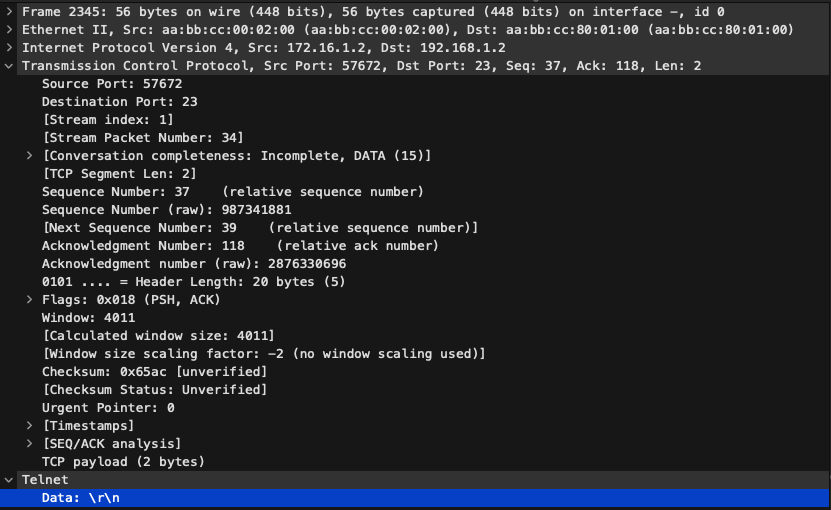 Frame 2345: 56 bytes on wire (448 bits), 56 bytes captured (448 bits) on interface -, id 0
Ethernet II, Src: aa:bb:cc:00:02:00 (aa:bb:cc:00:02:00), Dst: aa:bb:cc:80:01:00 (aa:bb:cc:80:01:00)
Internet Protocol Version 4, Src: 172.16.1.2, Dst: 192.168.1.2
Transmission Control Protocol, Src Port: 57672, Dst Port: 23, Seq: 37, Ack: 118, Len: 2
Source Port: 57672
Destination Port: 23
[Stream index: 1]
[Stream Packet Number: 34]
[Conversation completeness: Incomplete, DATA (15)]
[TCP Segment Len: 2]
Sequence Number: 37    (relative sequence number)
Sequence Number (raw): 987341881
[Next Sequence Number: 39    (relative sequence number)]
Acknowledgment Number: 118    (relative ack number)
Acknowledgment number (raw): 2876330696
0101 .... = Header Length: 20 bytes (5)
Flags: 0x018 (PSH, ACK)
Window: 4011
[Calculated window size: 4011]
[Window size scaling factor: -2 (no window scaling used)]
Checksum: 0x65ac [unverified]
[Checksum Status: Unverified]
Urgent Pointer: 0
[Timestamps]
[SEQ/ACK analysis]
TCP payload (2 bytes)
Telnet
Data: \r\n